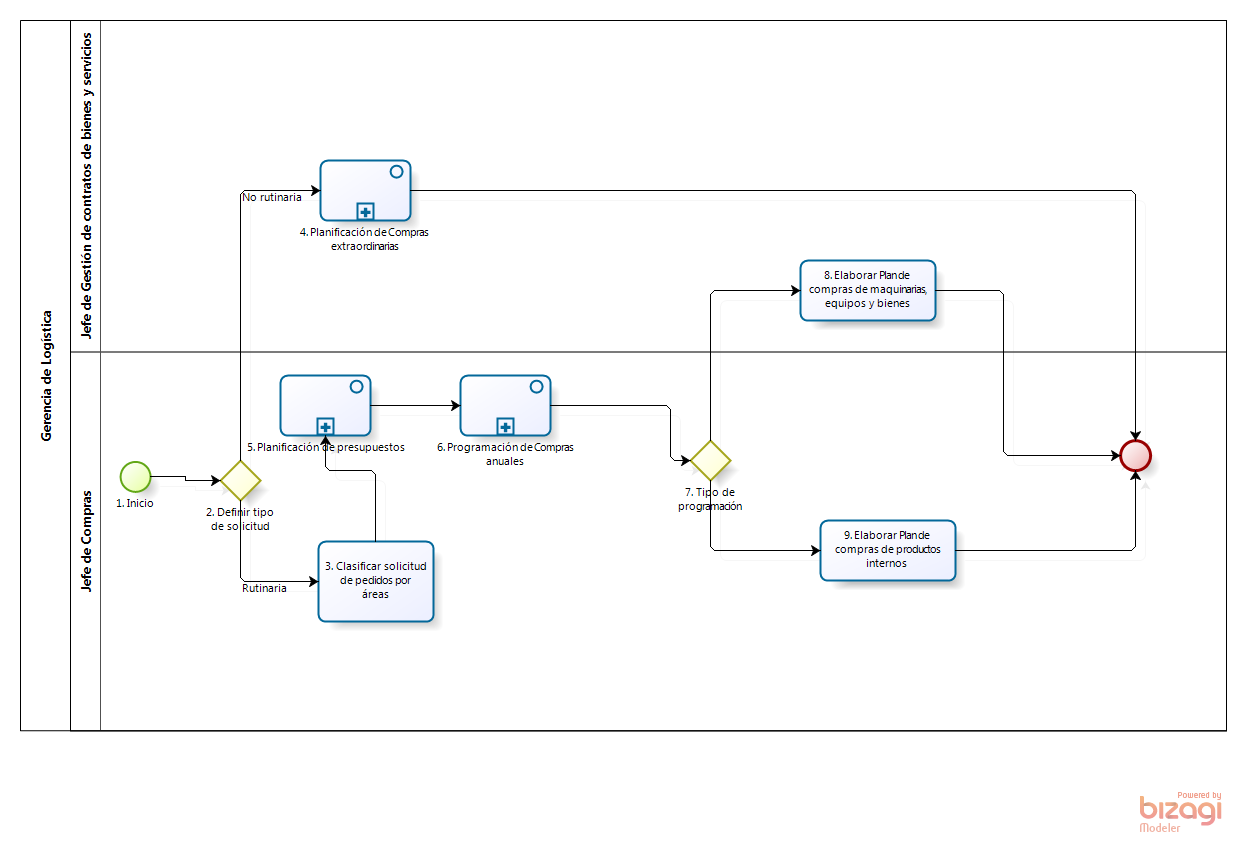 Gerencia de Logística
Jefe de Gestión de contratos de bienes y servicios
No rutinaria
4. Planificación de Compras
extraordinarias
8. Elaborar Plan de
compras de maquinarias,
equipos y bienes
Jefe de Compras
1. Inicio
2. Definir tipo
de solicitud
Rutinaria
3. Clasificar solicitud
de pedidos por
áreas
5. Planificación de presupuestos
6. Programación de Compras
anuales
7. Tipo de
programación
9. Elaborar Plan de
compras de productos
internos
Powered by
bizagi
Modeler